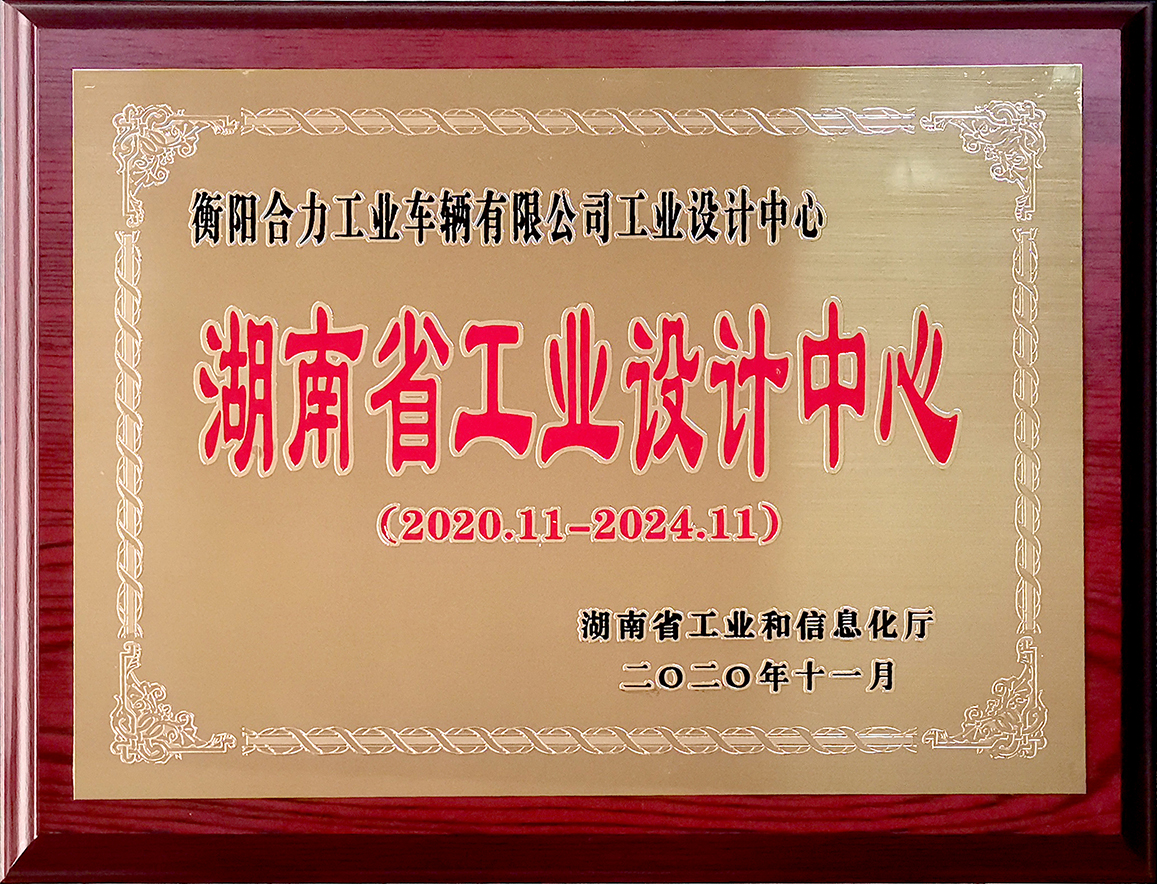 衡阳合力工业车辆有限公司工业设计中心
湖南省工业设计中心
（2020.11-2024.11）
湖南省工业和信息化厅
二〇二〇年十一月